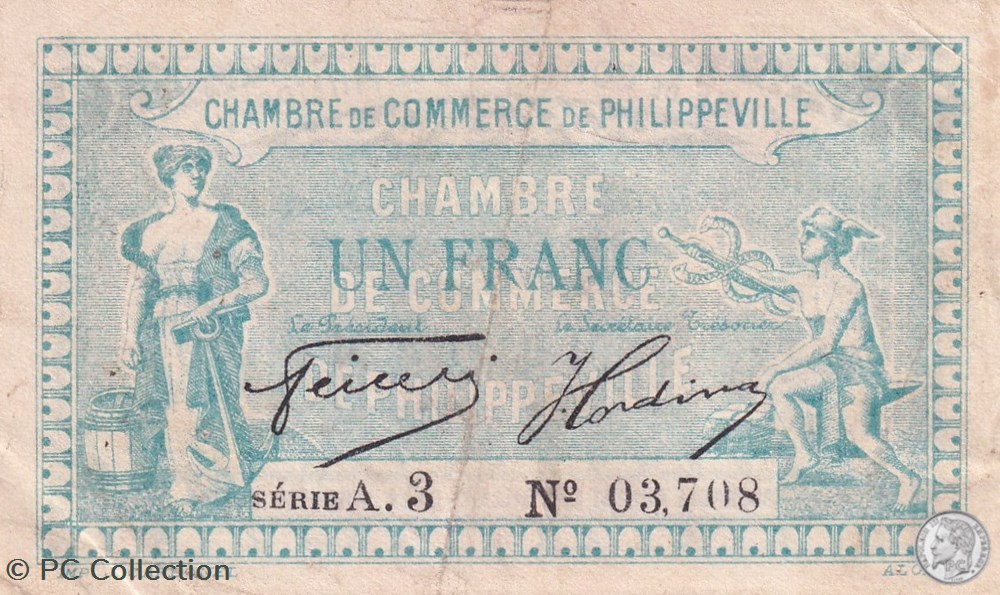 CHAMBRE DE COMMERCE DE PHILIPPEVILLE
CHAMBRE
UN FRANC
DE COMMERCE
Le Président Le Secrétaire Trésorier
DE PHILIPPEVILLE
SÉRIE A. 3 Nº 03,708
© PC Collection
PC